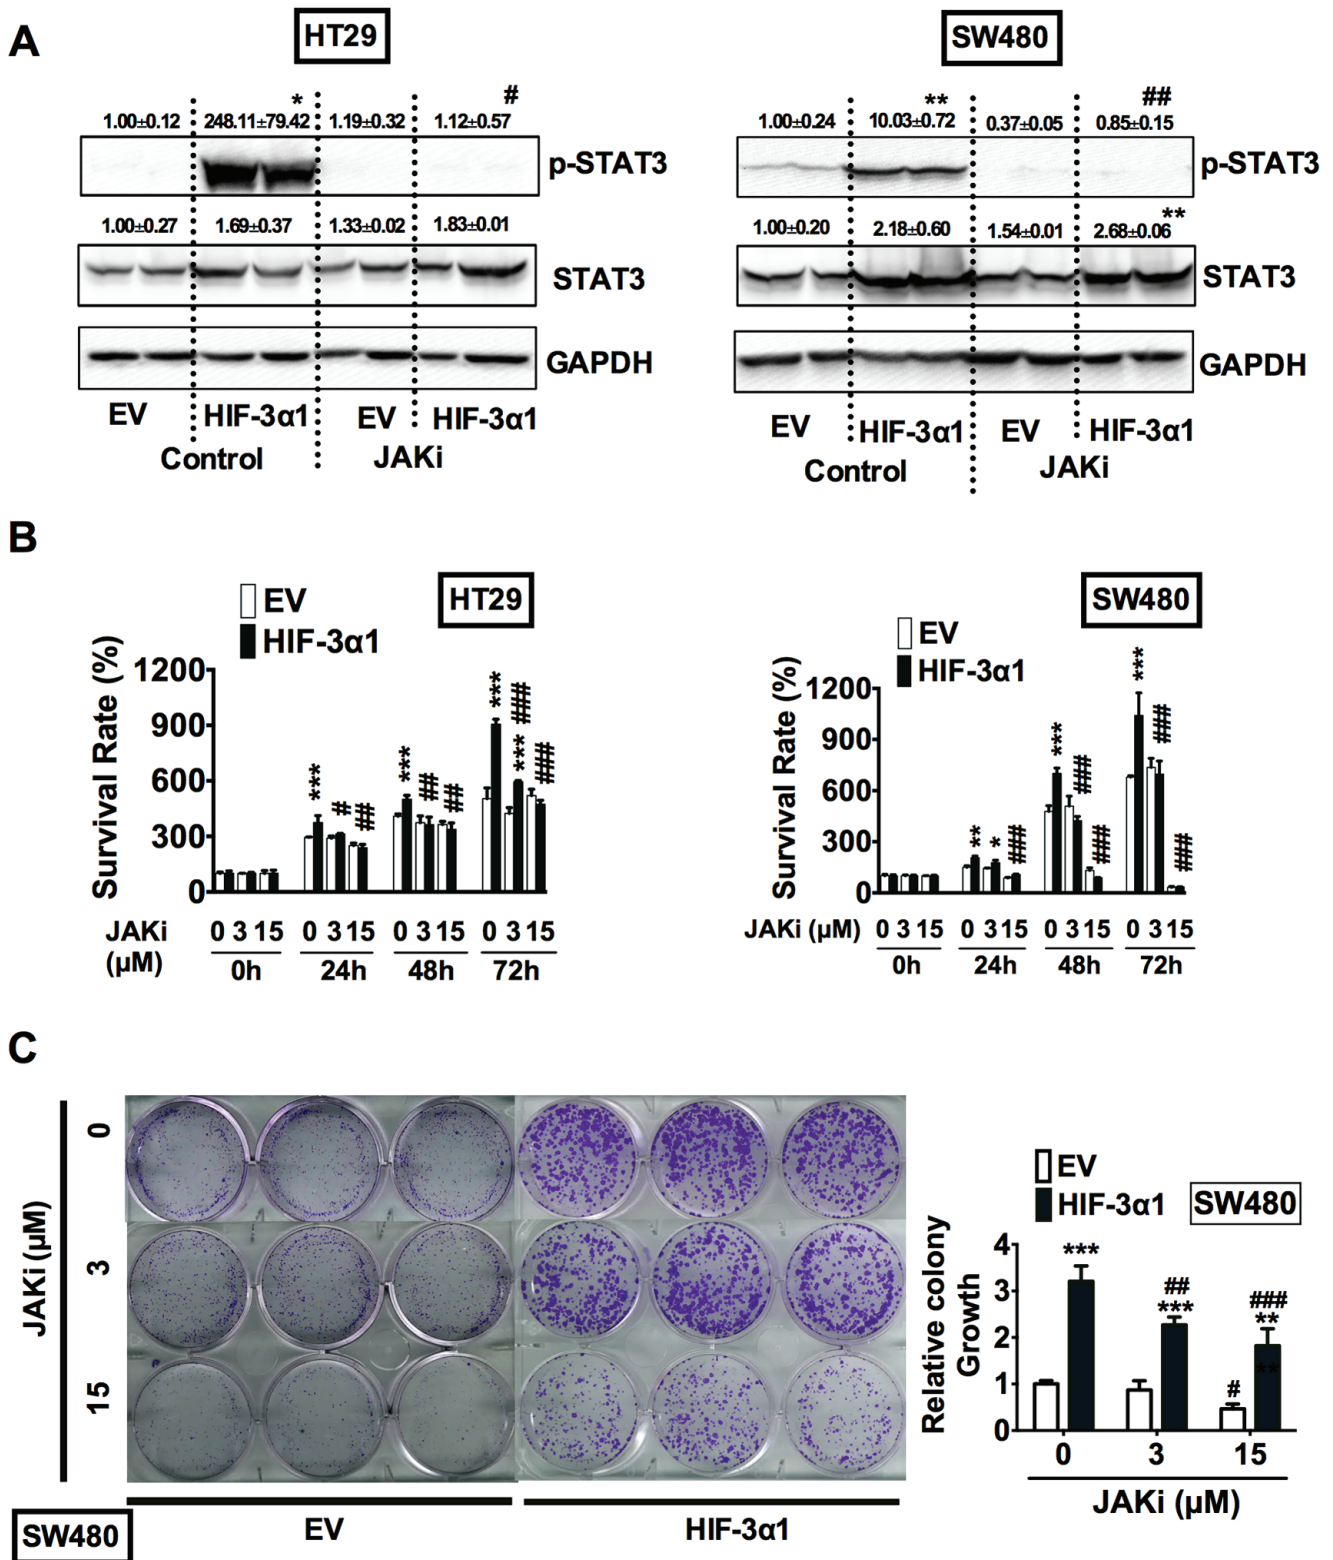 A
HT29
SW480
* #
1.00±0.12 248.11±79.42 1.19±0.32 1.12±0.57
p-STAT3
1.00±0.27 1.69±0.37 1.33±0.02 1.83±0.01
STAT3
GAPDH
EV HIF-3α1 EV HIF-3α1
Control JAKi
** ##
1.00±0.24 10.03±0.72 0.37±0.05 0.85±0.15
p-STAT3
**
1.00±0.20 2.18±0.60 1.54±0.01 2.68±0.06
STAT3
GAPDH
EV HIF-3α1 EV HIF-3α1
Control JAKi
B
EV
HIF-3α1
HT29
Survival Rate (%)
1200
900
600
300
0
*** # ## *** ## ## *** *** ### ###
JAKi (µM)
0 3 15 0 3 15 0 3 15 0 3 15
0h 24h 48h 72h
EV
HIF-3α1
SW480
Survival Rate (%)
1200
900
600
300
0
** * ### *** ### ### *** ### ###
JAKi (µM) 0 3 15 0 3 15 0 3 15 0 3 15
0h 24h 48h 72h
C
JAKi (µM)
0
3
15
SW480
EV
HIF-3α1
EV
HIF-3α1
SW480
Relative colony
Growth
4
3
2
1
0
***
##
***
#
###
**
**
0 3 15
JAKi (µM)